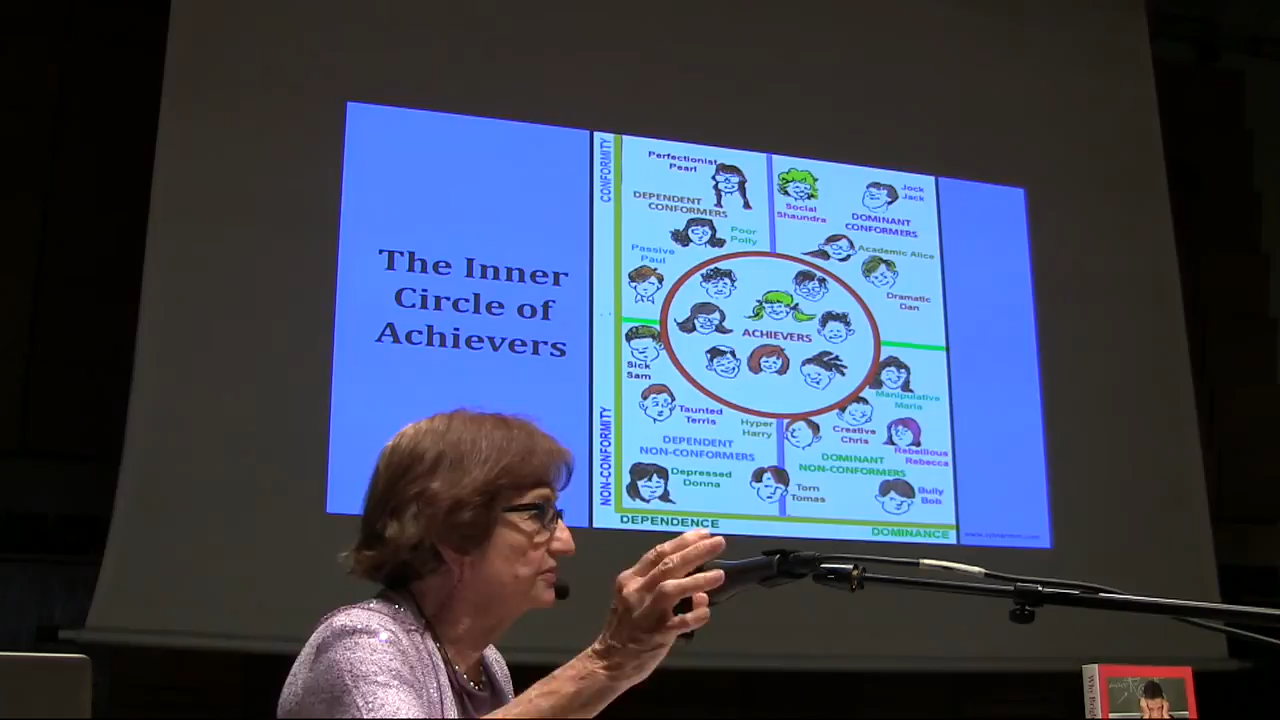 The Inner
Circle of
Achievers
CONFORMITY
NON-CONFORMITY
Perfectionist
Pearl
DEPENDENT
CONFORMERS
Poor
Polly
Passive
Paul
Social
Shaundra
Jock
Jack
DOMINANT
CONFORMERS
Academic Alice
Dramatic
Dan
ACHIEVERS
Sick
Sam
Taunted
Terris
Hyper
Harry
DEPENDENT
NON-CONFORMERS
Depressed
Donna
Torn
Tomas
Manipulative
Maria
Creative
Chris
Rebellious
Rebecca
DOMINANT
NON-CONFORMERS
Bully
Bob
DEPENDENCE
DOMINANCE
Why